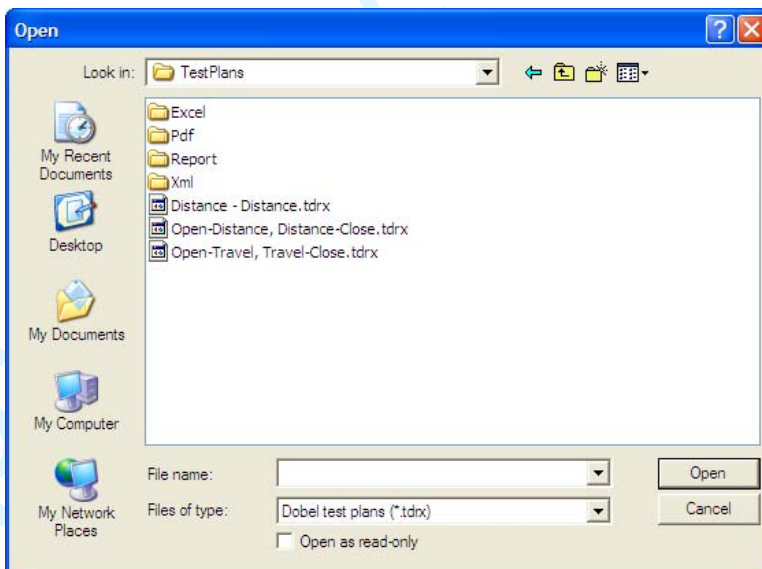 Open
Look in: TestPlans
My Recent
Documents
Desktop
My Documents
My Computer
My Network
Places
Excel
Pdf
Report
Xml
Distance - Distance.tdrx
Open-Distance, Distance-Close.tdrx
Open-Travel, Travel-Close.tdrx
File name:
Open
Files of type: Dobel test plans (*.tdrx)
Cancel
Open as read-only